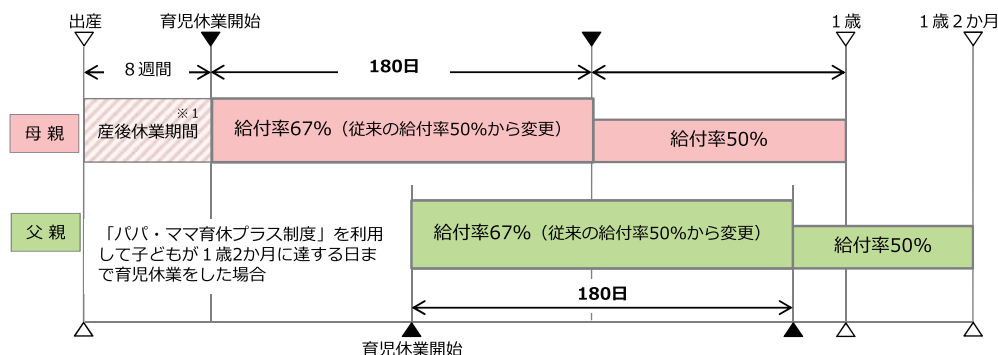 出産
育児休業開始
１歳
１歳２か月
８週間
180日
母 親
※１
産後休業期間
給付率67%（従来の給付率50%から変更）
給付率50%
父 親
「パパ・ママ育休プラス制度」を利用
して子どもが１歳2か月に達する日ま
で育児休業をした場合
給付率67%（従来の給付率50%から変更）
給付率50%
180日
育児休業開始